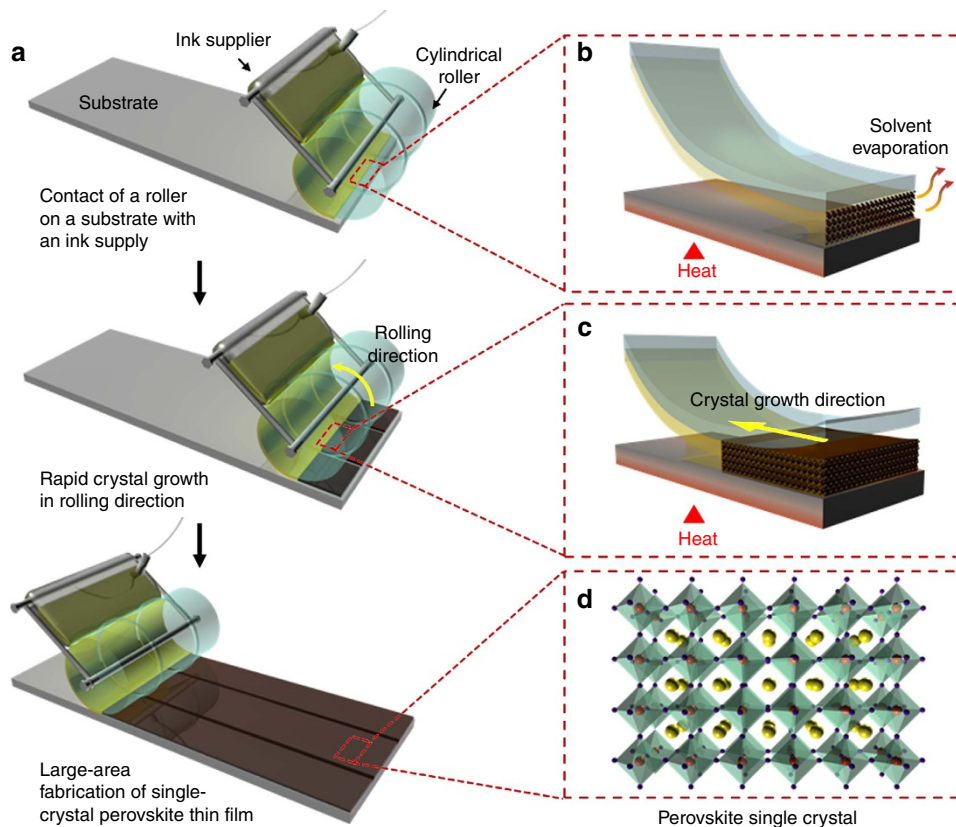 a
Ink supplier
Cylindrical
roller
Substrate
Contact of a roller
on a substrate with
an ink supply
b
Solvent
evaporation
Heat
Rolling
direction
Rapid crystal growth
in rolling direction
c
Crystal growth direction
Heat
Large-area
fabrication of single-
crystal perovskite thin film
d
Perovskite single crystal